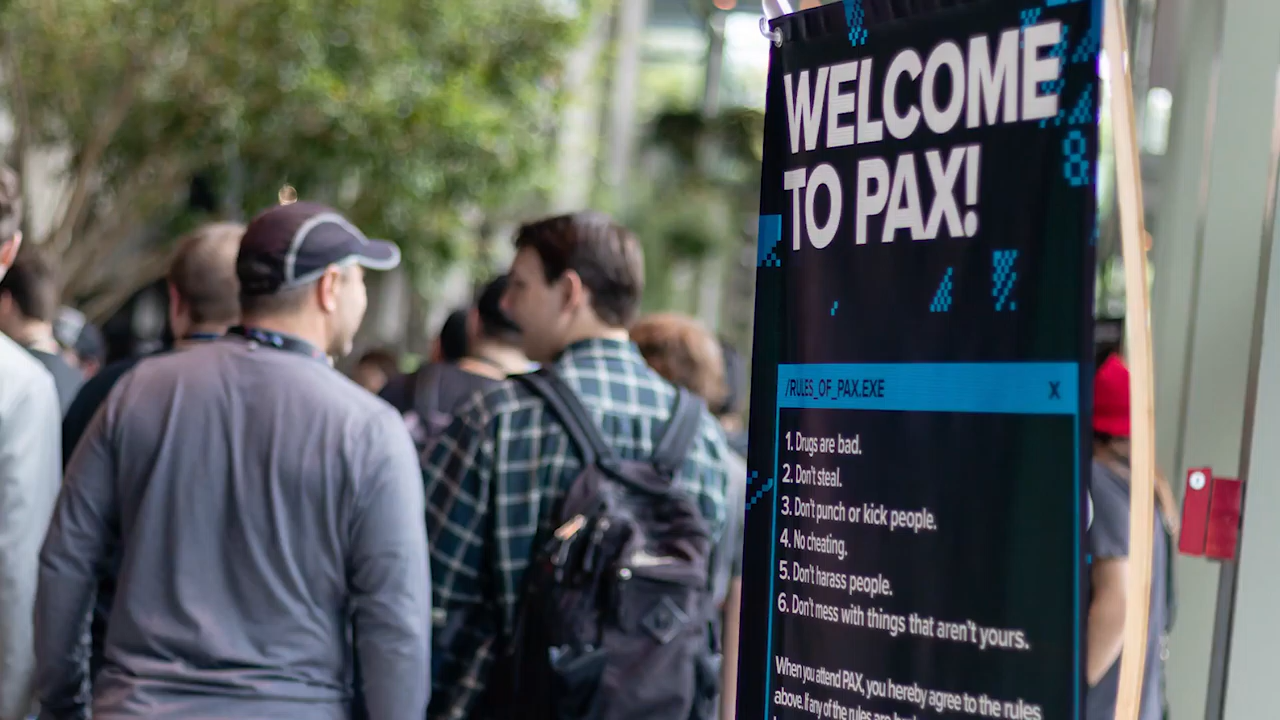 WELCOME
TO PAX!
8
/RULES_OF_PAX.EXE X
1. Drugs are bad.
2. Don't steal.
3. Don't punch or kick people.
4. No cheating.
5. Don't harass people.
6. Don't mess with things that aren't yours.
When you attend PAX, you hereby agree to the rules
above. If any of the rules are